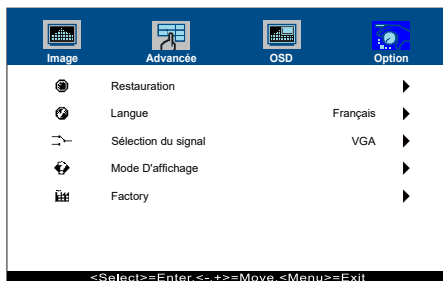 Image Advancée OSD Option
Restauration
Langue Français
Sélection du signal VGA
Mode D'affichage
Factory
<Select>=Enter,<-,+>=Move,<Menu>=Exit